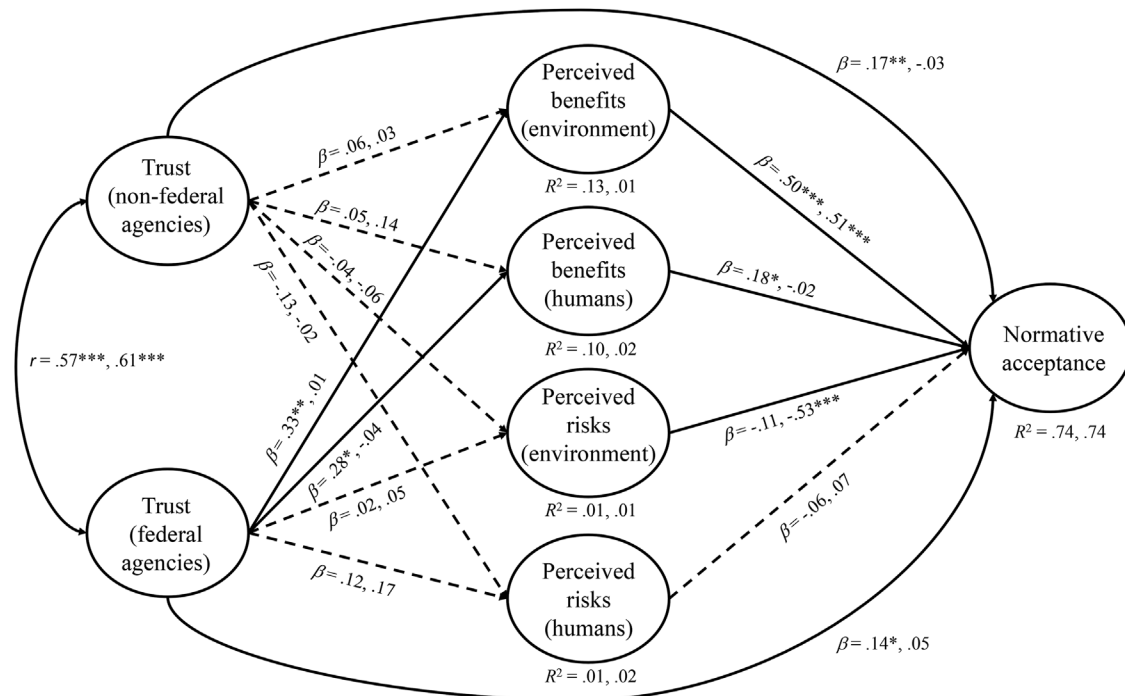 β = .17**, -.03
Perceived
benefits
(environment)
R² = .13, .01
Trust
(non-federal
agencies)
β = .06, .03
β = .05, .14
β = -.04, -.06
β = -.13, -.02
β = .50***, .51***
Perceived
benefits
(humans)
R² = .10, .02
β = .18*, -.02
Normative
acceptance
R² = .74, .74
r = .57***, .61***
β = .33**, .01
β = .28*, -.04
β = .02, .05
β = .12, .17
Perceived
risks
(environment)
R² = .01, .01
β = -.11, -.53***
β = -.06, .07
Trust
(federal
agencies)
Perceived
risks
(humans)
R² = .01, .02
β = .14*, .05